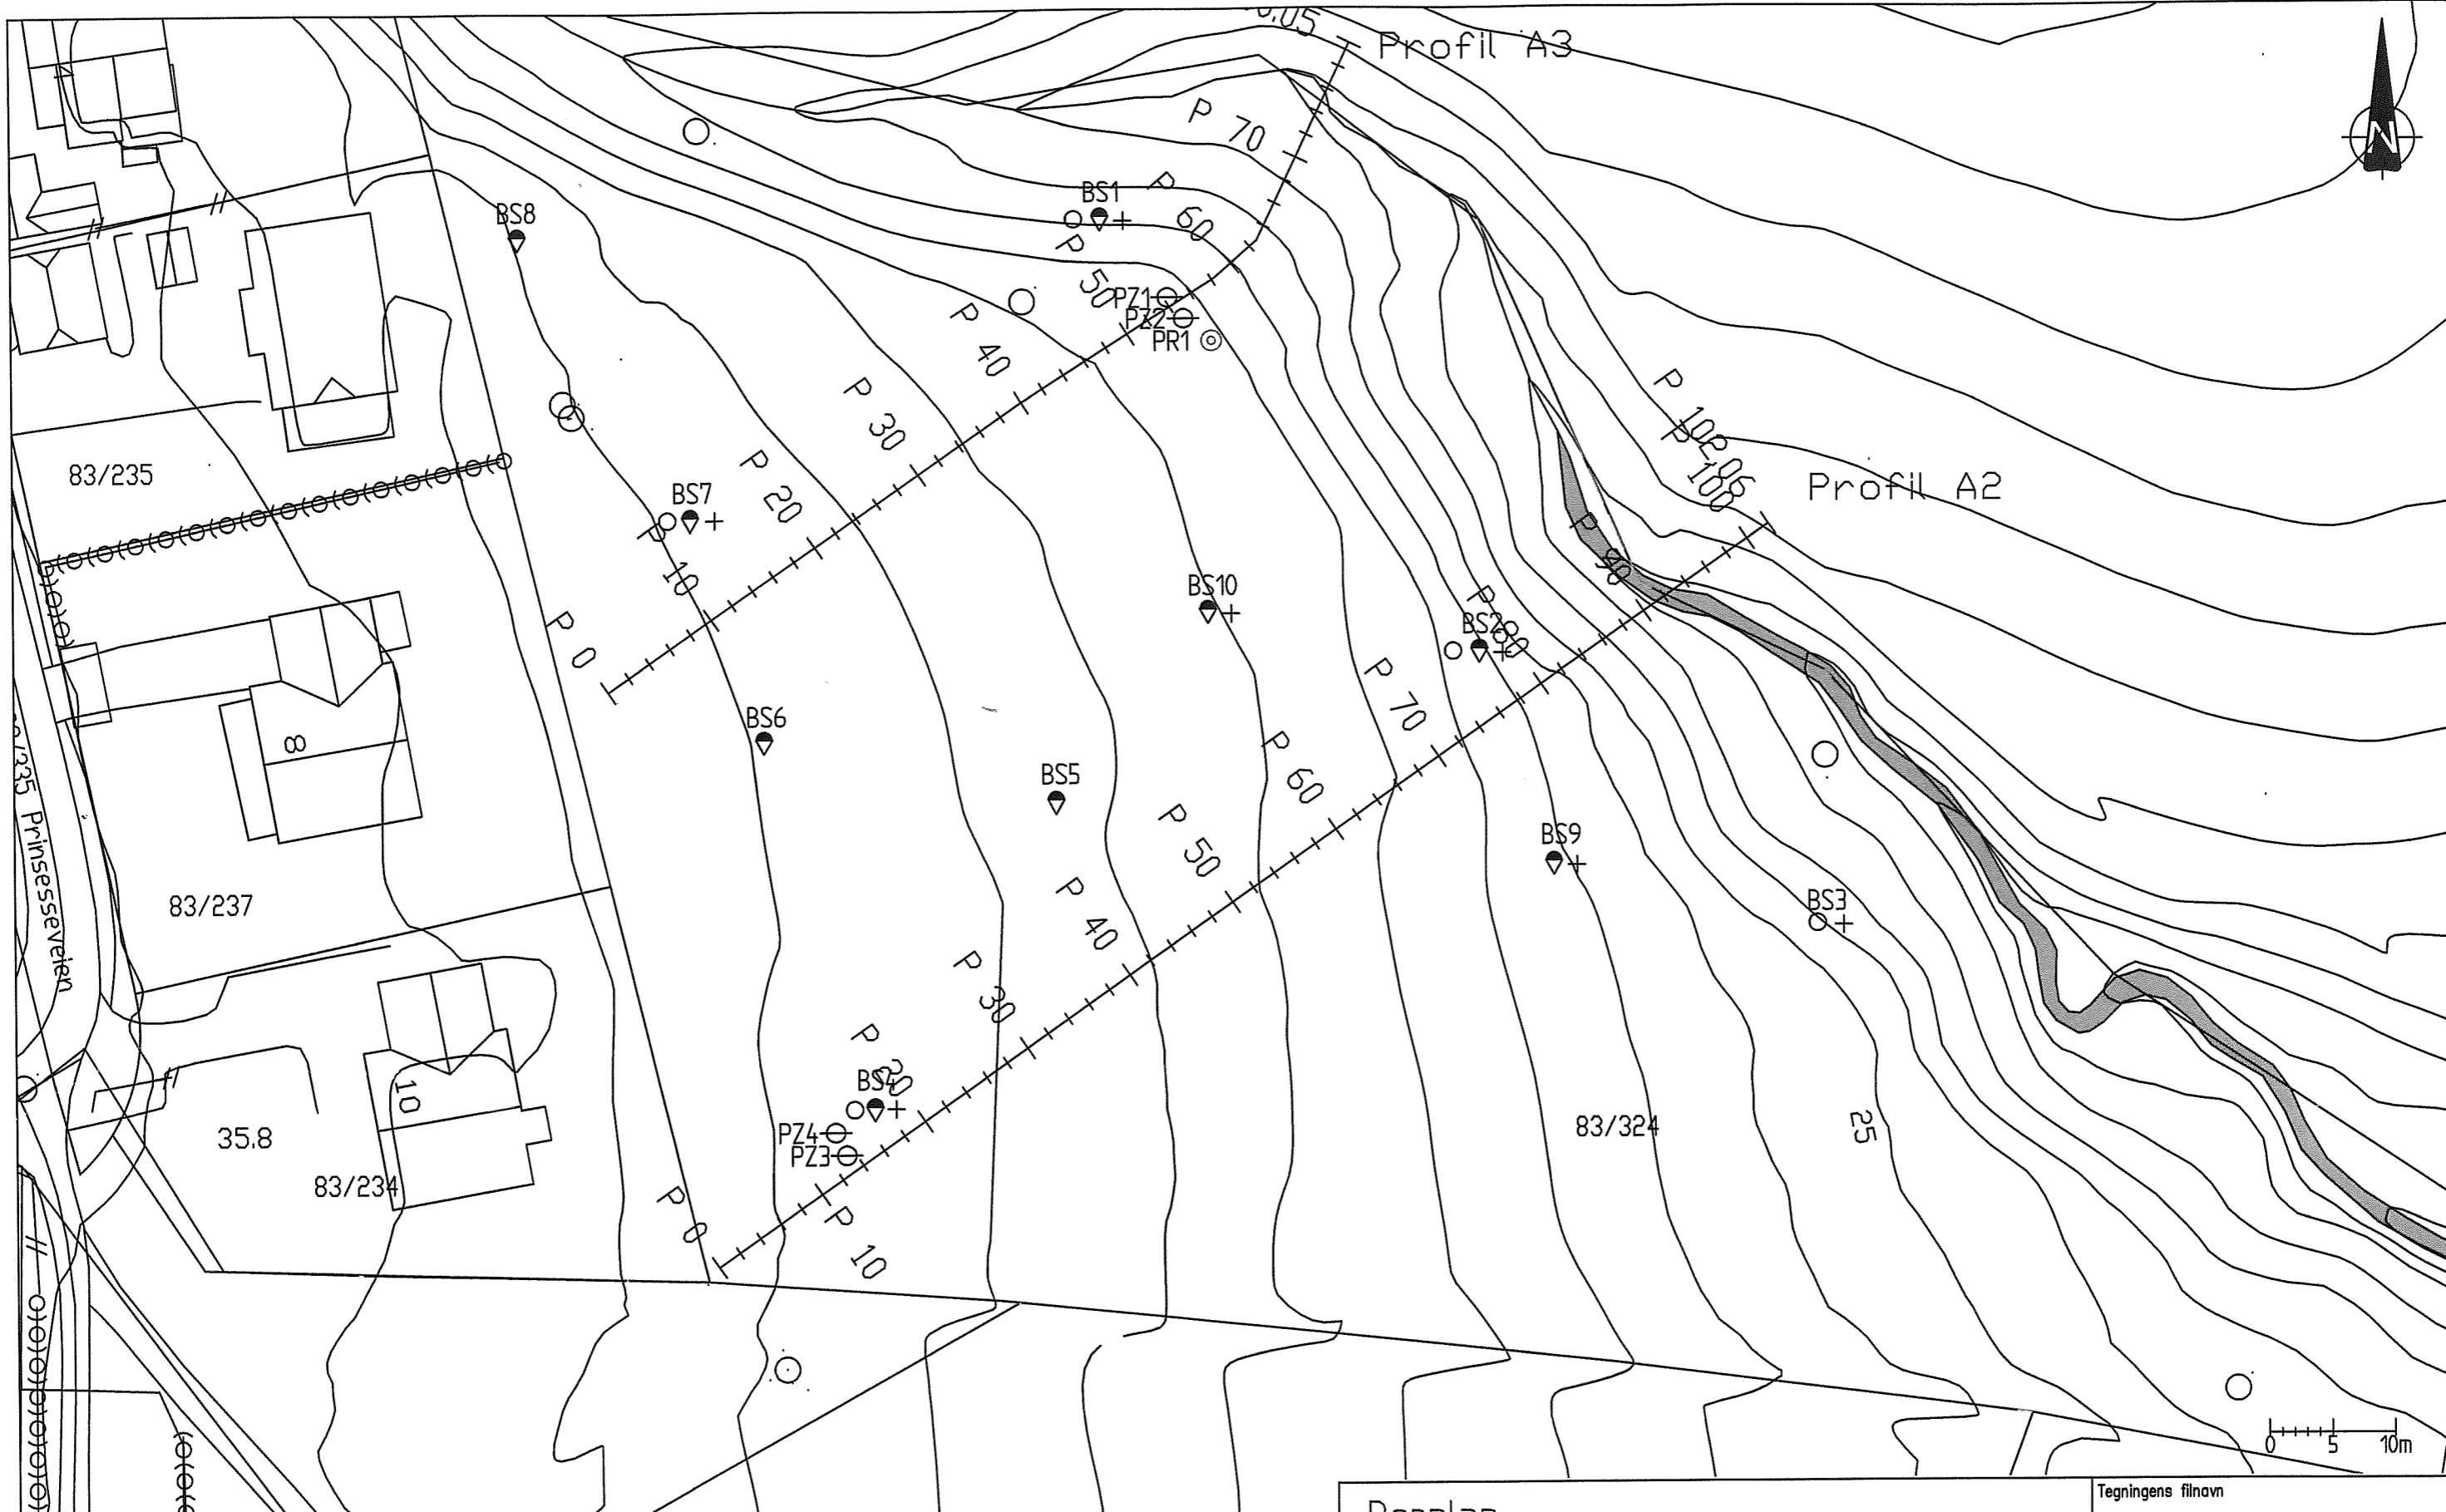 Profil A3
N
P 70
P 60
P 50
P 40
P 30
P 20
P 10
P 0
BS1
BS8
PZ1
PZ2
PR1
83/235
BS7
Profil A2
P 100
P 90
P 80
P 70
P 60
P 50
P 40
P 30
P 20
P 10
P 0
BS10
BS2
BS6
8
BS5
BS9
Prinsesseveien
83/237
BS3
BS4
10
PZ4
PZ3
35.8
83/234
83/324
25
0 5 10m
Tegningens filnavn